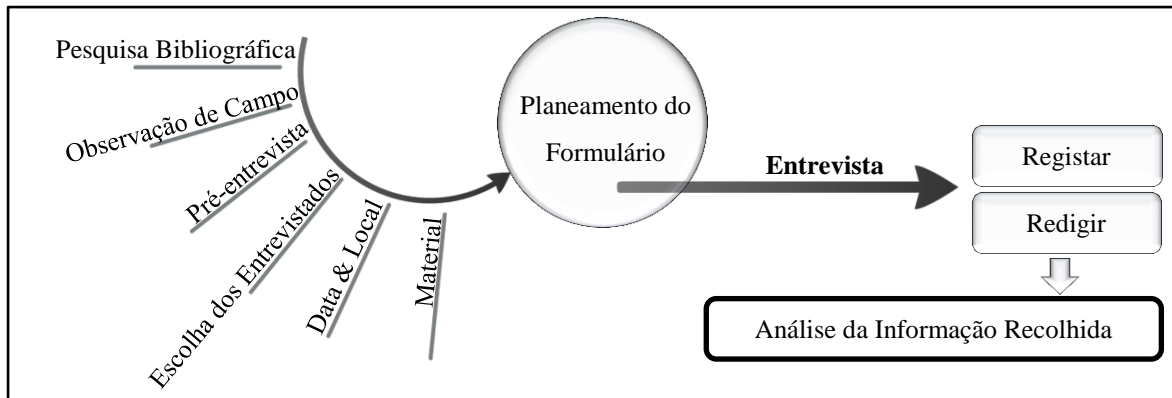 Pesquisa Bibliográfica
Observação de Campo
Pré-entrevista
Escolha dos Entrevistados
Data & Local
Material
Planeamento do
Formulário
Entrevista
Registar
Redigir
Análise da Informação Recolhida